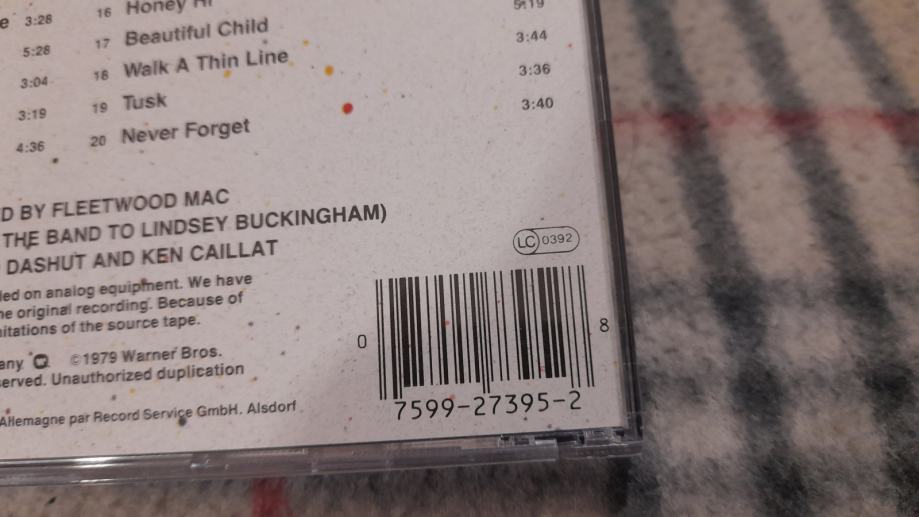 e 3:28 16 Honey Hi 5:19
5:28 17 Beautiful Child 3:44
3:04 18 Walk A Thin Line 3:36
3:19 19 Tusk 3:40
4:36 20 Never Forget
D BY FLEETWOOD MAC
THE BAND TO LINDSEY BUCKINGHAM)
DASHUT AND KEN CAILLAT
LC 0392
led on analog equipment. We have
he original recording. Because of
itations of the source tape.
any ©1979 Warner Bros.
served. Unauthorized duplication
Allemagne par Record Service GmbH. Alsdorf
0 7599-27395-2 8